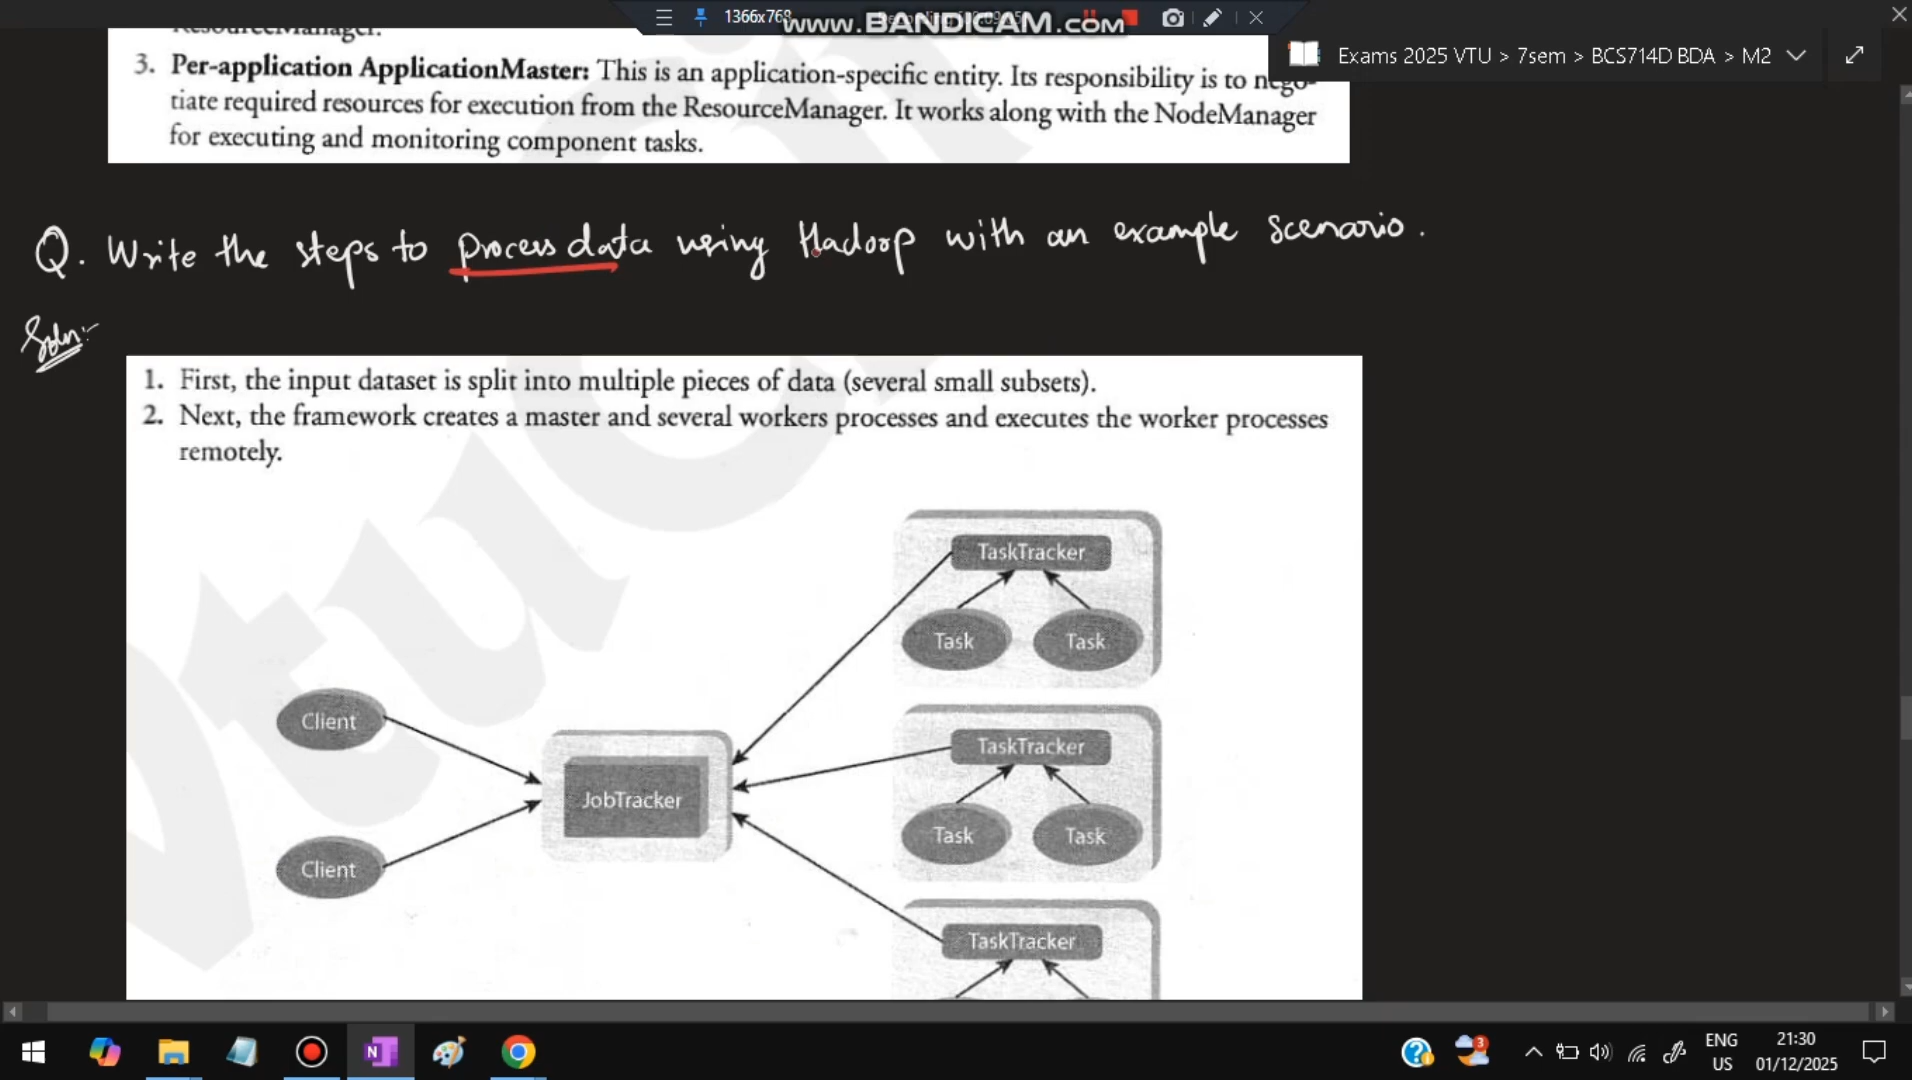 1366x768
www.BANDICAM.com
Exams 2025 VTU > 7sem > BCS714D BDA > M2
ResourceManager.
3. Per-application ApplicationMaster: This is an application-specific entity. Its responsibility is to nego-
tiate required resources for execution from the ResourceManager. It works along with the NodeManager
for executing and monitoring component tasks.
Q. Write the steps to process data using Hadoop with an example scenario.
Soln:-
1. First, the input dataset is split into multiple pieces of data (several small subsets).
2. Next, the framework creates a master and several workers processes and executes the worker processes
remotely.
TaskTracker
Task Task
Client
TaskTracker
JobTracker
Task Task
Client
TaskTracker
ENG
US
21:30
01/12/2025
3
N